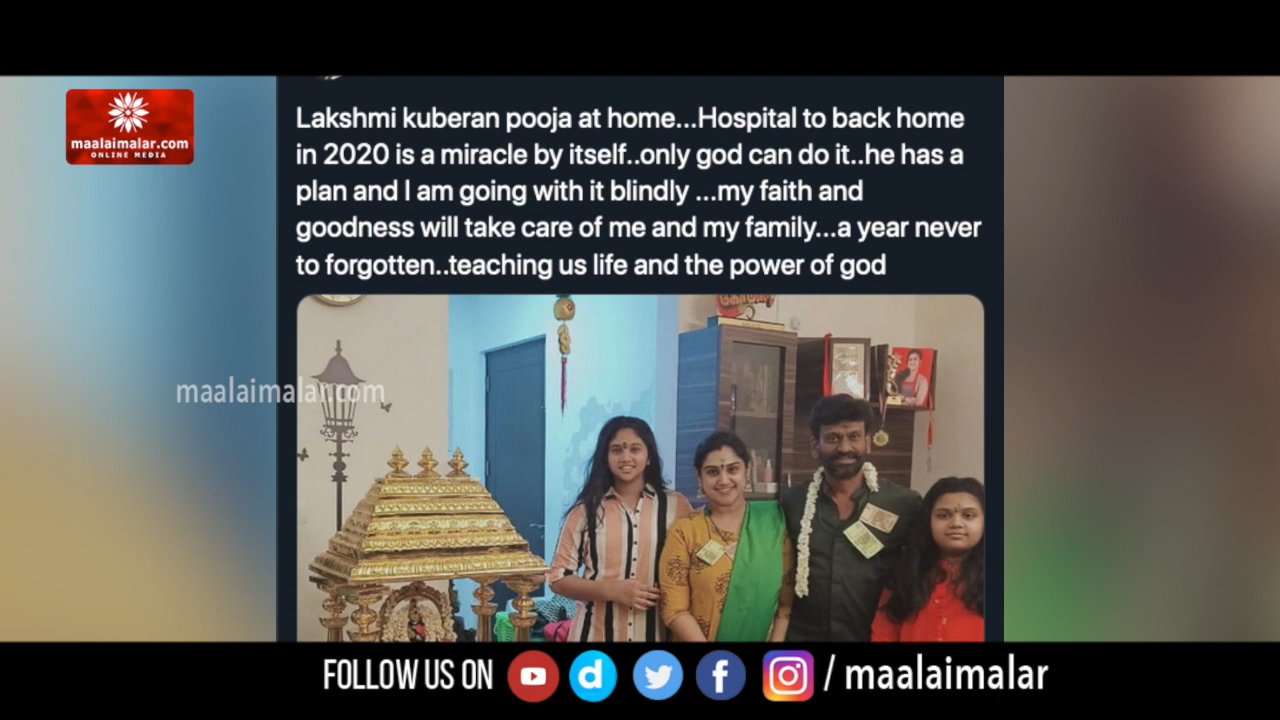 maalaimalar.com
ONLINE MEDIA
Lakshmi kuberan pooja at home...Hospital to back home
in 2020 is a miracle by itself..only god can do it..he has a
plan and I am going with it blindly ...my faith and
goodness will take care of me and my family...a year never
to forgotten..teaching us life and the power of god
maalaimalar.com
FOLLOW US ON
d
f
/ maalaimalar